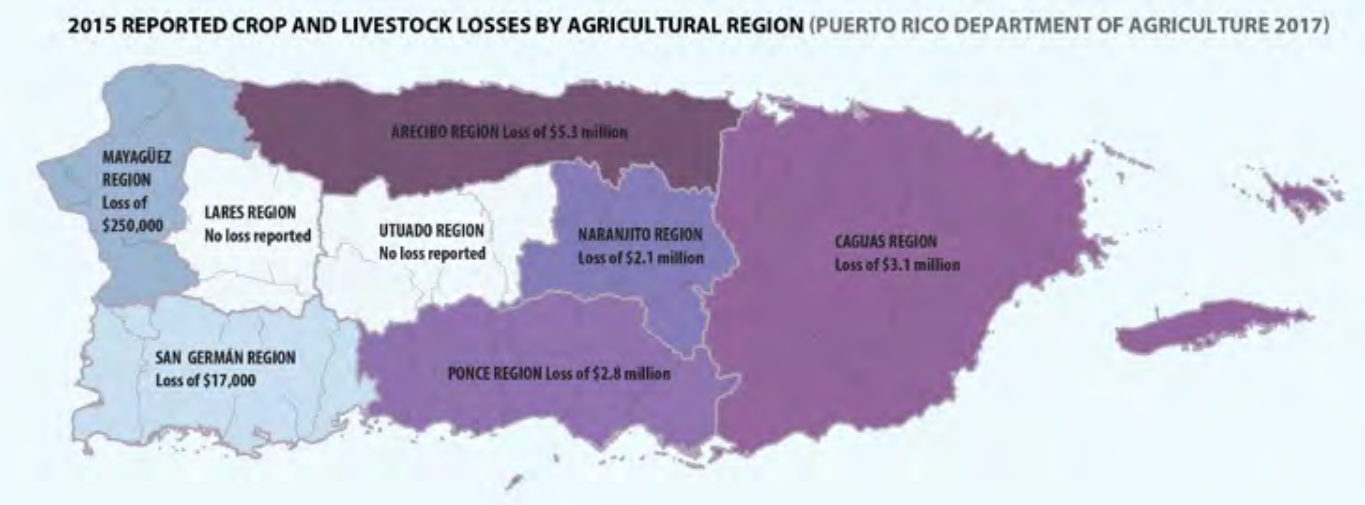 2015 REPORTED CROP AND LIVESTOCK LOSSES BY AGRICULTURAL REGION (PUERTO RICO DEPARTMENT OF AGRICULTURE 2017)
ARECIBO REGION Loss of $5.3 million
MAYAGÜEZ
REGION
Loss of
$250,000
LARES REGION
No loss reported
UTUADO REGION
No loss reported
NARANJITO REGION
Loss of $2.1 million
CAGUAS REGION
Loss of $3.1 million
SAN GERMÁN REGION
Loss of $17,000
PONCE REGION Loss of $2.8 million